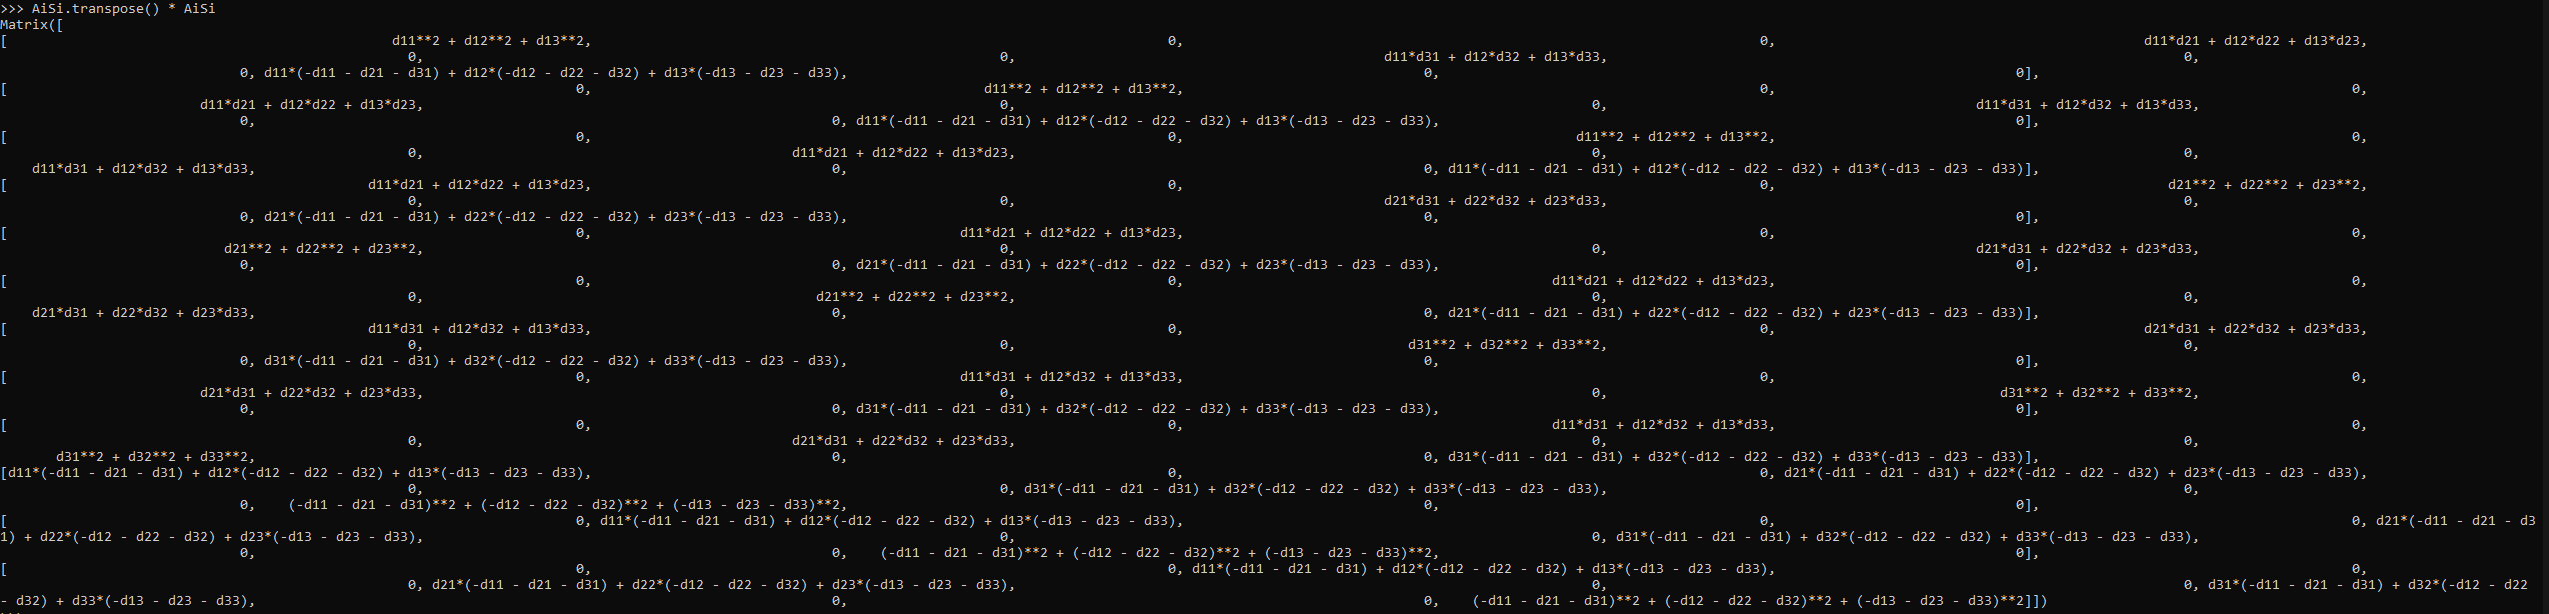 >>> AiSi.transpose() * AiSi
Matrix([
[ d11**2 + d12**2 + d13**2, 0, 0, d11*d21 + d12*d22 + d13*d23,
0, 0, d11*d31 + d12*d32 + d13*d33, 0,
0, d11*(-d11 - d21 - d31) + d12*(-d12 - d22 - d32) + d13*(-d13 - d23 - d33), 0, 0],
[ 0, d11**2 + d12**2 + d13**2, 0, 0,
d11*d21 + d12*d22 + d13*d23, 0, 0, d11*d31 + d12*d32 + d13*d33,
0, 0, d11*(-d11 - d21 - d31) + d12*(-d12 - d22 - d32) + d13*(-d13 - d23 - d33), 0],
[ 0, 0, d11**2 + d12**2 + d13**2, 0,
0, d11*d21 + d12*d22 + d13*d23, 0, 0,
d11*d31 + d12*d32 + d13*d33, 0, 0, d11*(-d11 - d21 - d31) + d12*(-d12 - d22 - d32) + d13*(-d13 - d23 - d33)],
[ d11*d21 + d12*d22 + d13*d23, 0, 0, d21**2 + d22**2 + d23**2,
0, 0, d21*d31 + d22*d32 + d23*d33, 0,
0, d21*(-d11 - d21 - d31) + d22*(-d12 - d22 - d32) + d23*(-d13 - d23 - d33), 0, 0],
[ 0, d11*d21 + d12*d22 + d13*d23, 0, 0,
d21**2 + d22**2 + d23**2, 0, 0, d21*d31 + d22*d32 + d23*d33,
0, 0, d21*(-d11 - d21 - d31) + d22*(-d12 - d22 - d32) + d23*(-d13 - d23 - d33), 0],
[ 0, 0, d11*d21 + d12*d22 + d13*d23, 0,
0, d21**2 + d22**2 + d23**2, 0, 0,
d21*d31 + d22*d32 + d23*d33, 0, 0, d21*(-d11 - d21 - d31) + d22*(-d12 - d22 - d32) + d23*(-d13 - d23 - d33)],
[ d11*d31 + d12*d32 + d13*d33, 0, 0, d21*d31 + d22*d32 + d23*d33,
0, 0, d31**2 + d32**2 + d33**2, 0,
0, d31*(-d11 - d21 - d31) + d32*(-d12 - d22 - d32) + d33*(-d13 - d23 - d33), 0, 0],
[ 0, d11*d31 + d12*d32 + d13*d33, 0, 0,
d21*d31 + d22*d32 + d23*d33, 0, 0, d31**2 + d32**2 + d33**2,
0, 0, d31*(-d11 - d21 - d31) + d32*(-d12 - d22 - d32) + d33*(-d13 - d23 - d33), 0],
[ 0, 0, d11*d31 + d12*d32 + d13*d33, 0,
0, d21*d31 + d22*d32 + d23*d33, 0, 0,
d31**2 + d32**2 + d33**2, 0, 0, d31*(-d11 - d21 - d31) + d32*(-d12 - d22 - d32) + d33*(-d13 - d23 - d33)],
[d11*(-d11 - d21 - d31) + d12*(-d12 - d22 - d32) + d13*(-d13 - d23 - d33), 0, 0, d21*(-d11 - d21 - d31) + d22*(-d12 - d22 - d32) + d23*(-d13 - d23 - d33),
0, 0, d31*(-d11 - d21 - d31) + d32*(-d12 - d22 - d32) + d33*(-d13 - d23 - d33), 0,
0, (-d11 - d21 - d31)**2 + (-d12 - d22 - d32)**2 + (-d13 - d23 - d33)**2, 0, 0],
[ 0, d11*(-d11 - d21 - d31) + d12*(-d12 - d22 - d32) + d13*(-d13 - d23 - d33), 0, 0, d21*(-d11 - d21 - d3
1) + d22*(-d12 - d22 - d32) + d23*(-d13 - d23 - d33), 0, 0, d31*(-d11 - d21 - d31) + d32*(-d12 - d22 - d32) + d33*(-d13 - d23 - d33),
0, 0, (-d11 - d21 - d31)**2 + (-d12 - d22 - d32)**2 + (-d13 - d23 - d33)**2, 0],
[ 0, 0, d11*(-d11 - d21 - d31) + d12*(-d12 - d22 - d32) + d13*(-d13 - d23 - d33), 0,
0, d21*(-d11 - d21 - d31) + d22*(-d12 - d22 - d32) + d23*(-d13 - d23 - d33), 0, 0, d31*(-d11 - d21 - d31) + d32*(-d12 - d22
- d32) + d33*(-d13 - d23 - d33), 0, 0, (-d11 - d21 - d31)**2 + (-d12 - d22 - d32)**2 + (-d13 - d23 - d33)**2]])